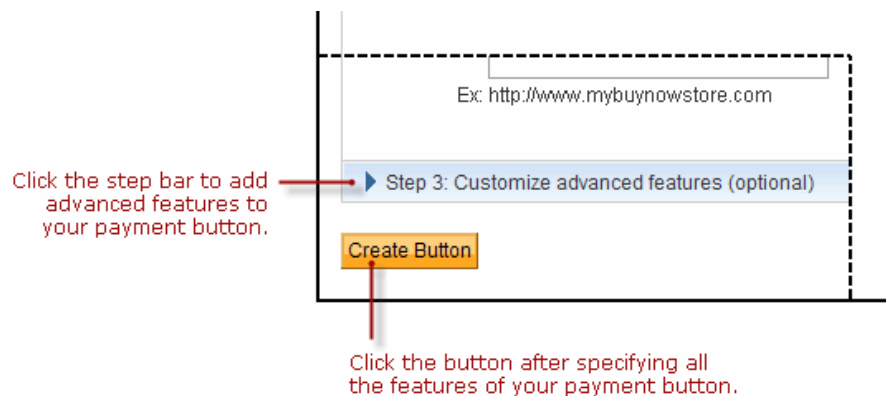 Ex: http://www.mybuynowstore.com
Click the step bar to add
advanced features to
your payment button.
Step 3: Customize advanced features (optional)
Create Button
Click the button after specifying all
the features of your payment button.